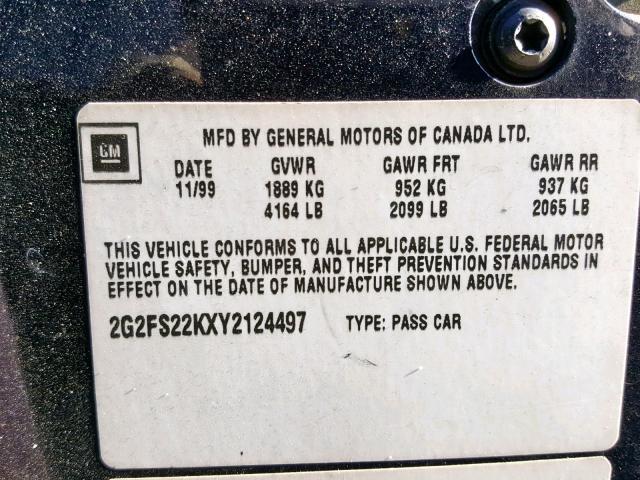 GM
MFD BY GENERAL MOTORS OF CANADA LTD.
DATE GVWR GAWR FRT GAWR RR
11/99 1889 KG 952 KG 937 KG
4164 LB 2099 LB 2065 LB
THIS VEHICLE CONFORMS TO ALL APPLICABLE U.S. FEDERAL MOTOR
VEHICLE SAFETY, BUMPER, AND THEFT PREVENTION STANDARDS IN
EFFECT ON THE DATE OF MANUFACTURE SHOWN ABOVE.
2G2FS22KXY2124497 TYPE: PASS CAR